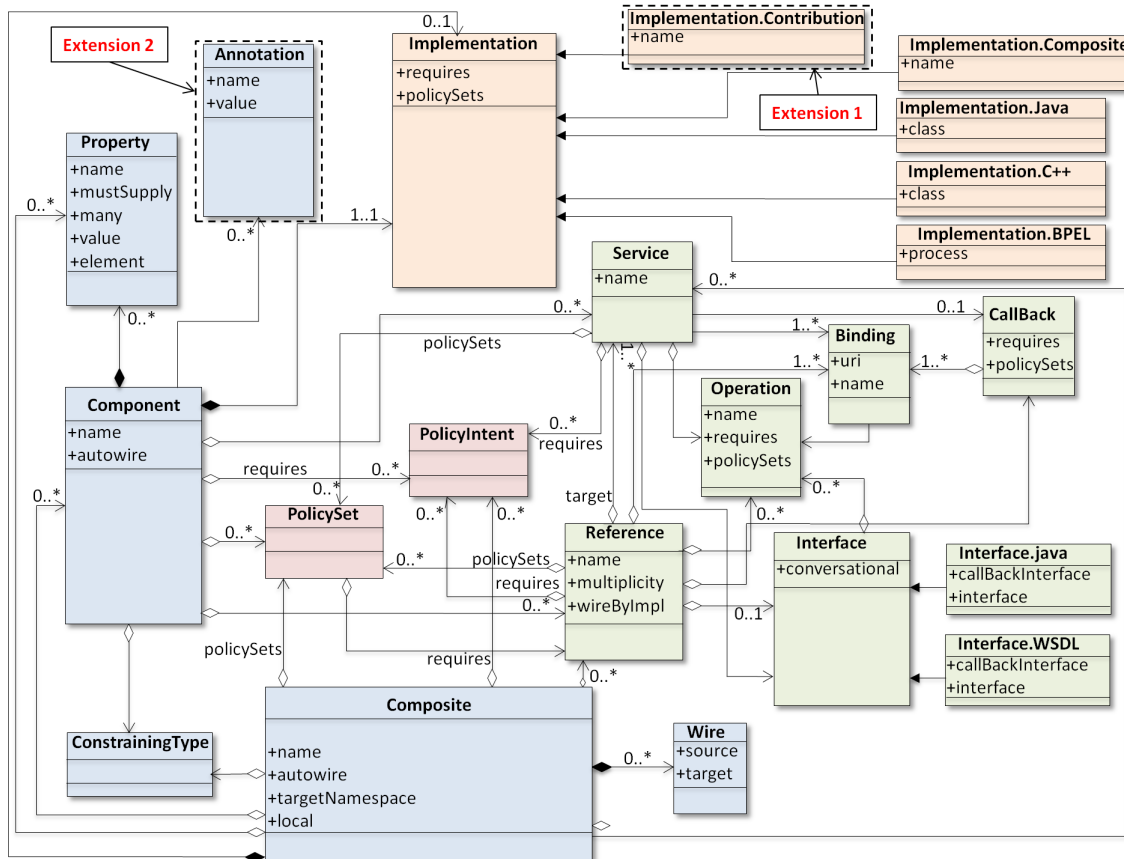 0..1
Implementation.Contribution
+name
Extension 2
Annotation
+name
+value
Implementation
+requires
+policySets
Extension 1
Implementation.Composite
+name
Implementation.Java
+class
Implementation.C++
+class
Implementation.BPEL
+process
Property
+name
+mustSupply
+many
+value
+element
0..*
0..*
1..1
0..*
Service
+name
0..*
0..*
policySets
0..1
1..*
CallBack
+requires
+policySets
Binding
+uri
+name
1..*
1..*
1..*
Operation
+name
+requires
+policySets
Component
+name
+autowire
PolicyIntent
0..*
requires
requires
0..*
0..*
0..*
PolicySet
0..*
0..*
0..*
target
0..*
0..*
Reference
+name
+multiplicity
+wireByImpl
policySets
requires
0..*
0..1
Interface
+conversational
Interface.java
+callBackInterface
+interface
Interface.WSDL
+callBackInterface
+interface
policySets
requires
0..*
Composite
+name
+autowire
+targetNamespace
+local
ConstrainingType
0..*
Wire
+source
+target